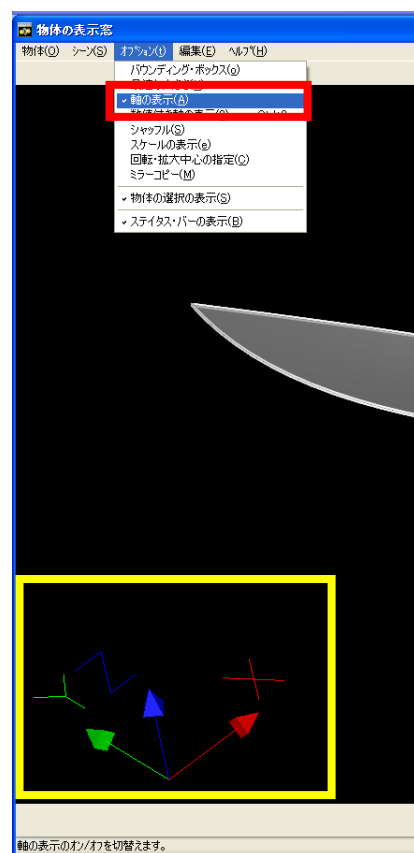 物体の表示窓
物体(O) シーン(S) オプション(t) 編集(E) ヘルプ(H)
バウンディング・ボックス(o)
軸の表示(A)
シャッフル(S)
スケールの表示(e)
回転・拡大中心の指定(C)
ミラーコピー(M)
物体の選択の表示(S)
ステイタス・バーの表示(B)
Y Z X
軸の表示のオン/オフを切替えます。